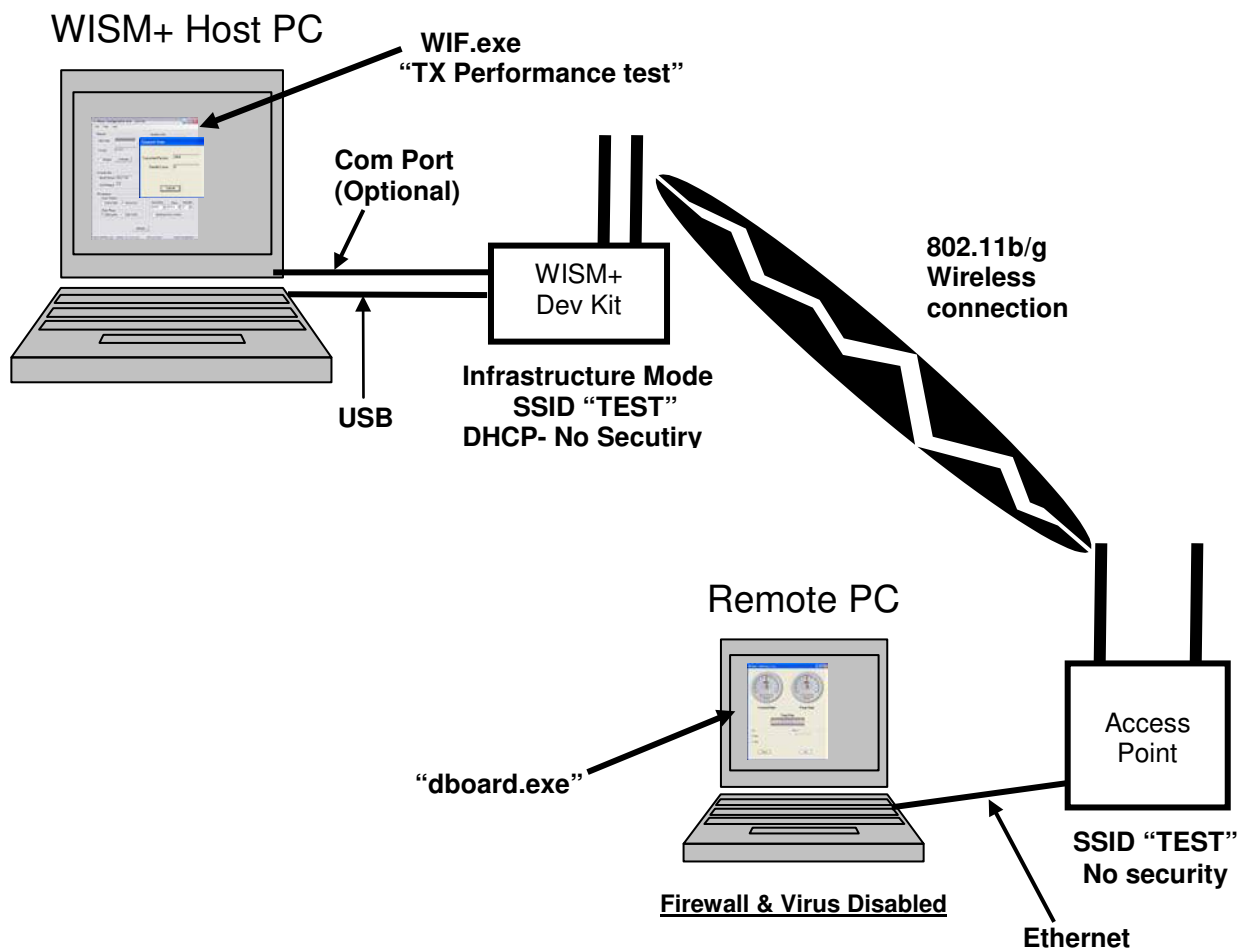 WISM+ Host PC
WIF.exe
“TX Performance test”
Com Port
(Optional)
WISM+
Dev Kit
802.11b/g
Wireless
connection
USB
Infrastructure Mode
SSID “TEST”
DHCP- No Secutiry
Remote PC
Access
Point
“dboard.exe”
SSID “TEST”
No security
Firewall & Virus Disabled
Ethernet